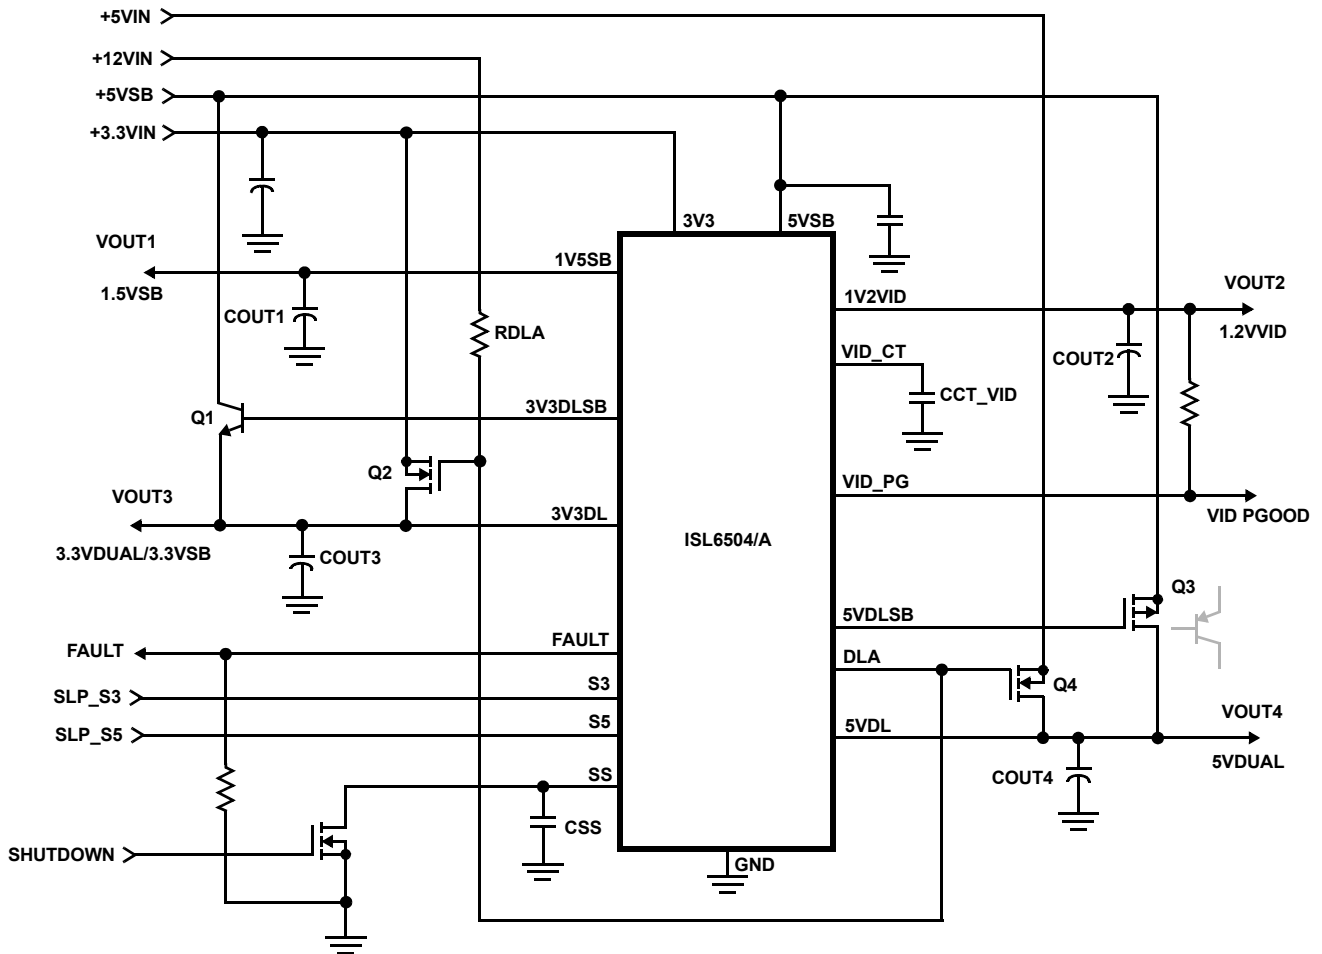 +5VIN
+12VIN
+5VSB
+3.3VIN
3V3
5VSB
VOUT1
1V5SB
1.5VSB
COUT1
RDLA
1V2VID
VOUT2
1.2VVID
COUT2
VID_CT
CCT_VID
Q1
3V3DLSB
Q2
VID_PG
VID PGOOD
VOUT3
3V3DL
3.3VDUAL/3.3VSB
COUT3
ISL6504/A
Q3
5VDLSB
FAULT
FAULT
DLA
SLP_S3
S3
Q4
SLP_S5
S5
5VDL
VOUT4
5VDUAL
COUT4
SS
CSS
SHUTDOWN
GND